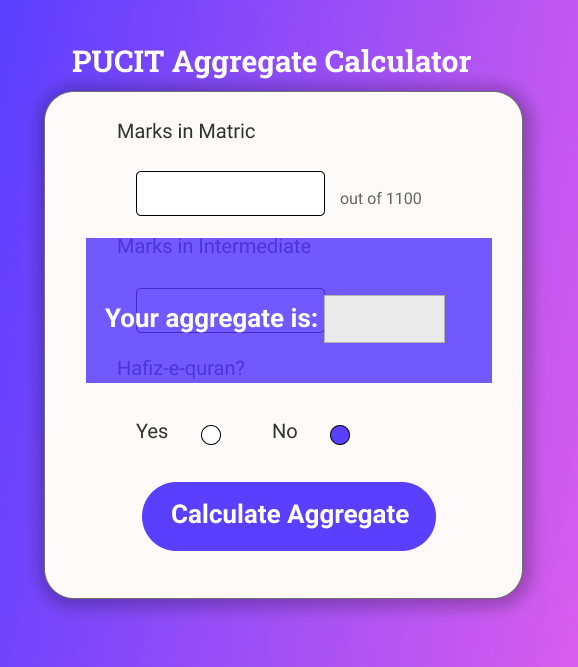 PUCIT Aggregate Calculator
Marks in Matric
out of 1100
Marks in Intermediate
Your aggregate is:
Hafiz-e-quran?
Yes No
Calculate Aggregate